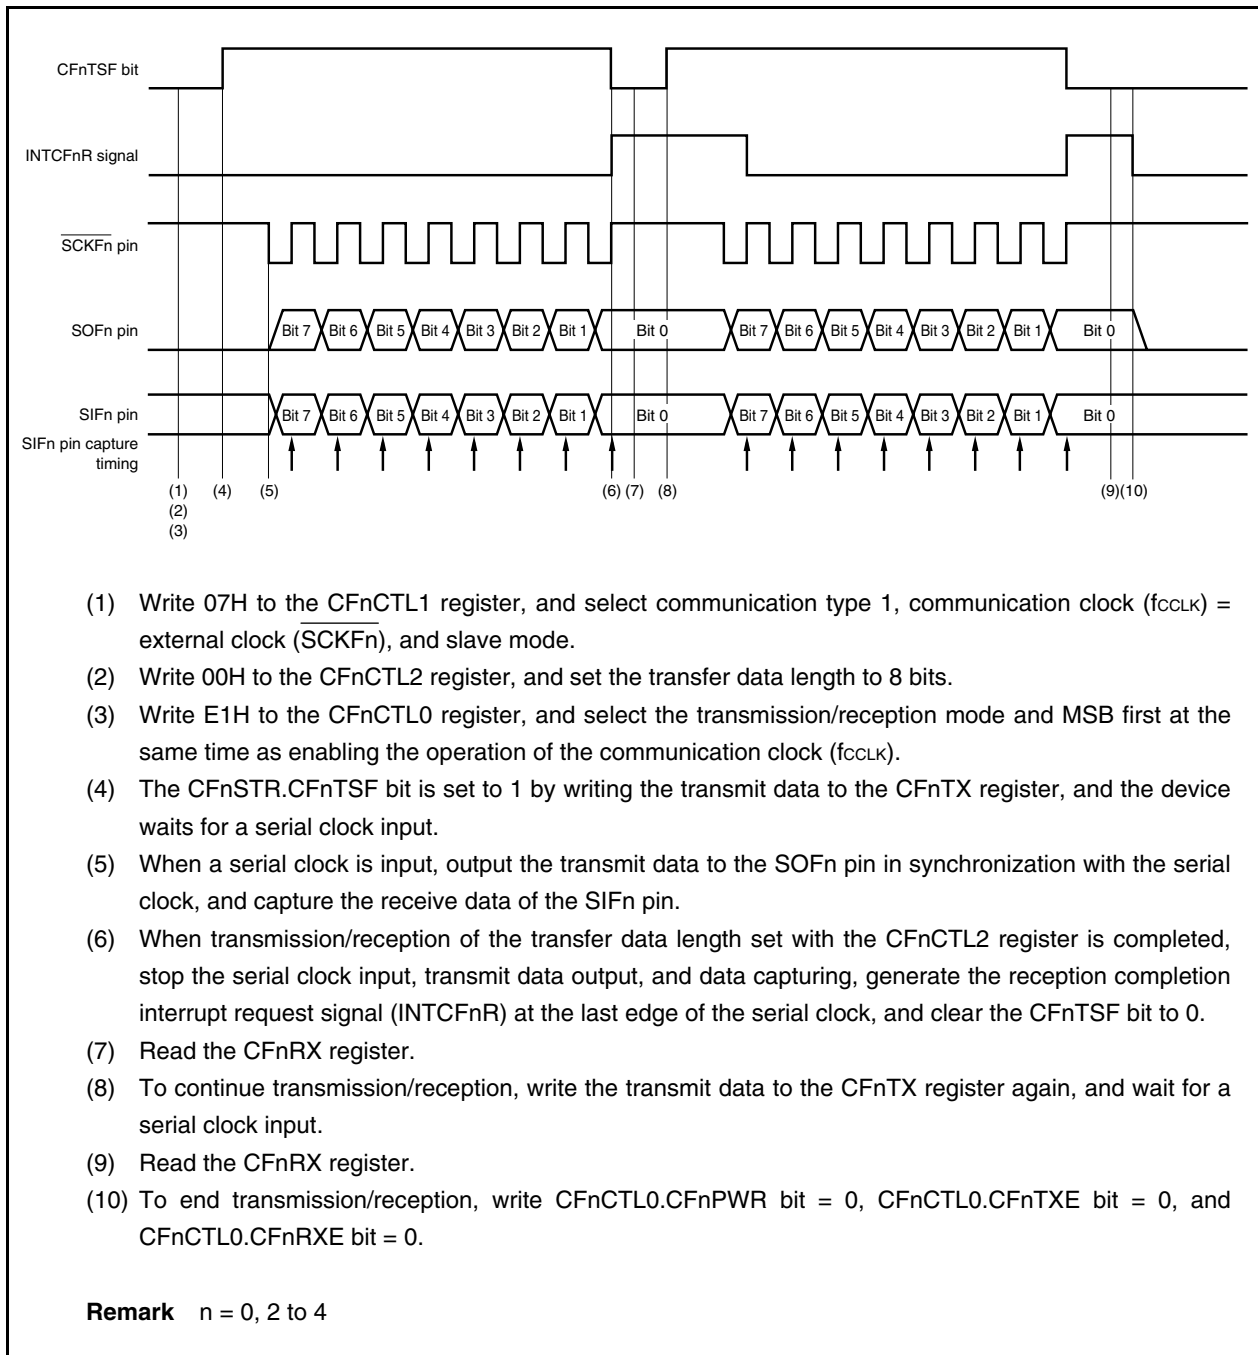 CFnTSF bit
INTCFnR signal
SCKFn pin
SOFn pin
Bit 7 Bit 6 Bit 5 Bit 4 Bit 3 Bit 2 Bit 1 Bit 0 Bit 7 Bit 6 Bit 5 Bit 4 Bit 3 Bit 2 Bit 1 Bit 0
SIFn pin
Bit 7 Bit 6 Bit 5 Bit 4 Bit 3 Bit 2 Bit 1 Bit 0 Bit 7 Bit 6 Bit 5 Bit 4 Bit 3 Bit 2 Bit 1 Bit 0
SIFn pin capture
timing
(1) (4) (5) (6) (7) (8) (9) (10)
(2)
(3)
(1) Write 07H to the CFnCTL1 register, and select communication type 1, communication clock (fCCLK) =
external clock (SCKFn), and slave mode.
(2) Write 00H to the CFnCTL2 register, and set the transfer data length to 8 bits.
(3) Write E1H to the CFnCTL0 register, and select the transmission/reception mode and MSB first at the
same time as enabling the operation of the communication clock (fCCLK).
(4) The CFnSTR.CFnTSF bit is set to 1 by writing the transmit data to the CFnTX register, and the device
waits for a serial clock input.
(5) When a serial clock is input, output the transmit data to the SOFn pin in synchronization with the serial
clock, and capture the receive data of the SIFn pin.
(6) When transmission/reception of the transfer data length set with the CFnCTL2 register is completed,
stop the serial clock input, transmit data output, and data capturing, generate the reception completion
interrupt request signal (INTCFnR) at the last edge of the serial clock, and clear the CFnTSF bit to 0.
(7) Read the CFnRX register.
(8) To continue transmission/reception, write the transmit data to the CFnTX register again, and wait for a
serial clock input.
(9) Read the CFnRX register.
(10) To end transmission/reception, write CFnCTL0.CFnPWR bit = 0, CFnCTL0.CFnTXE bit = 0, and
CFnCTL0.CFnRXE bit = 0.
Remark n = 0, 2 to 4